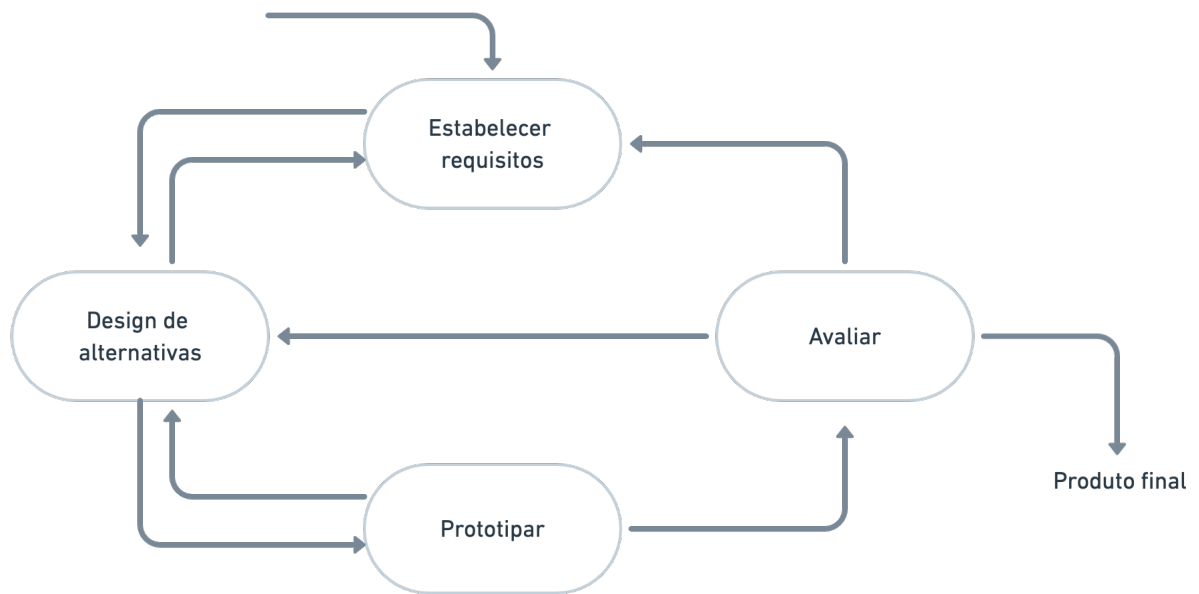 Estabelecer
requisitos
Design de
alternativas
Avaliar
Produto final
Prototipar